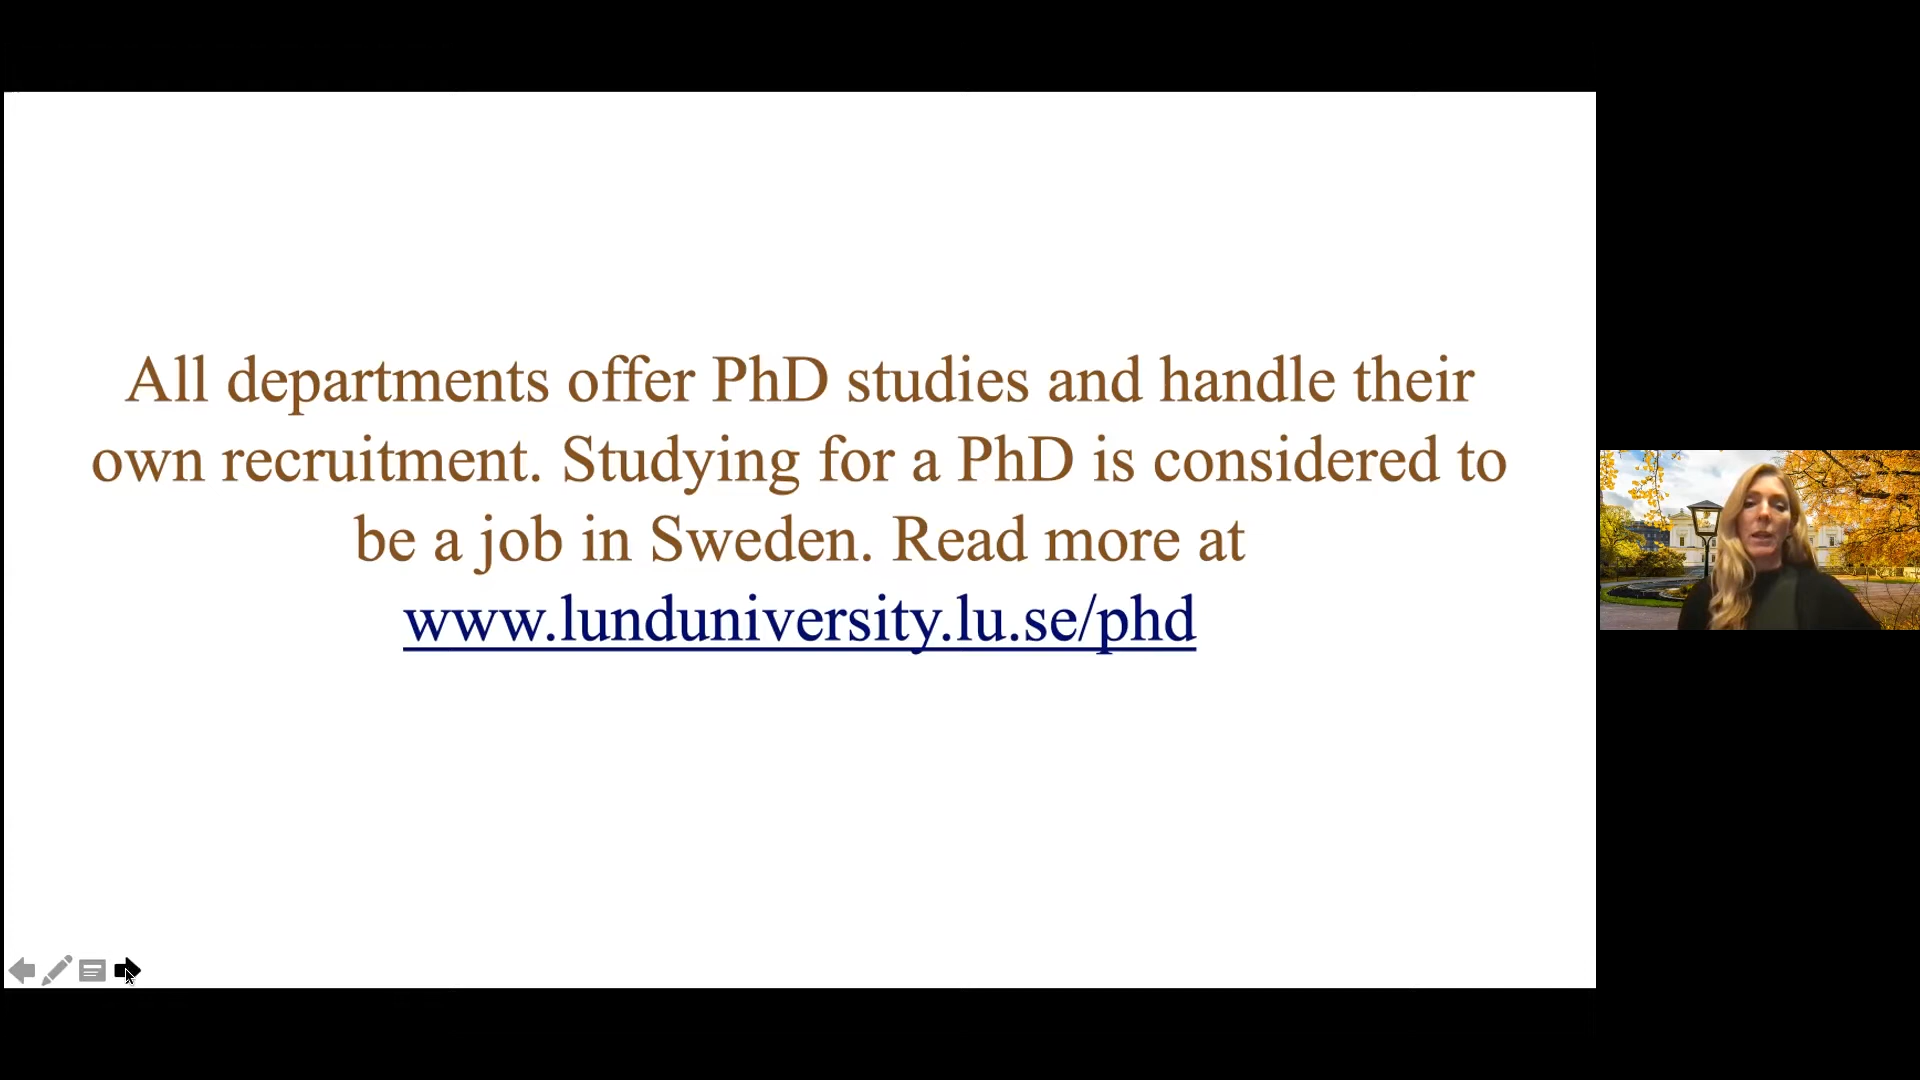 All departments offer PhD studies and handle their
own recruitment. Studying for a PhD is considered to
be a job in Sweden. Read more at
www.lunduniversity.lu.se/phd